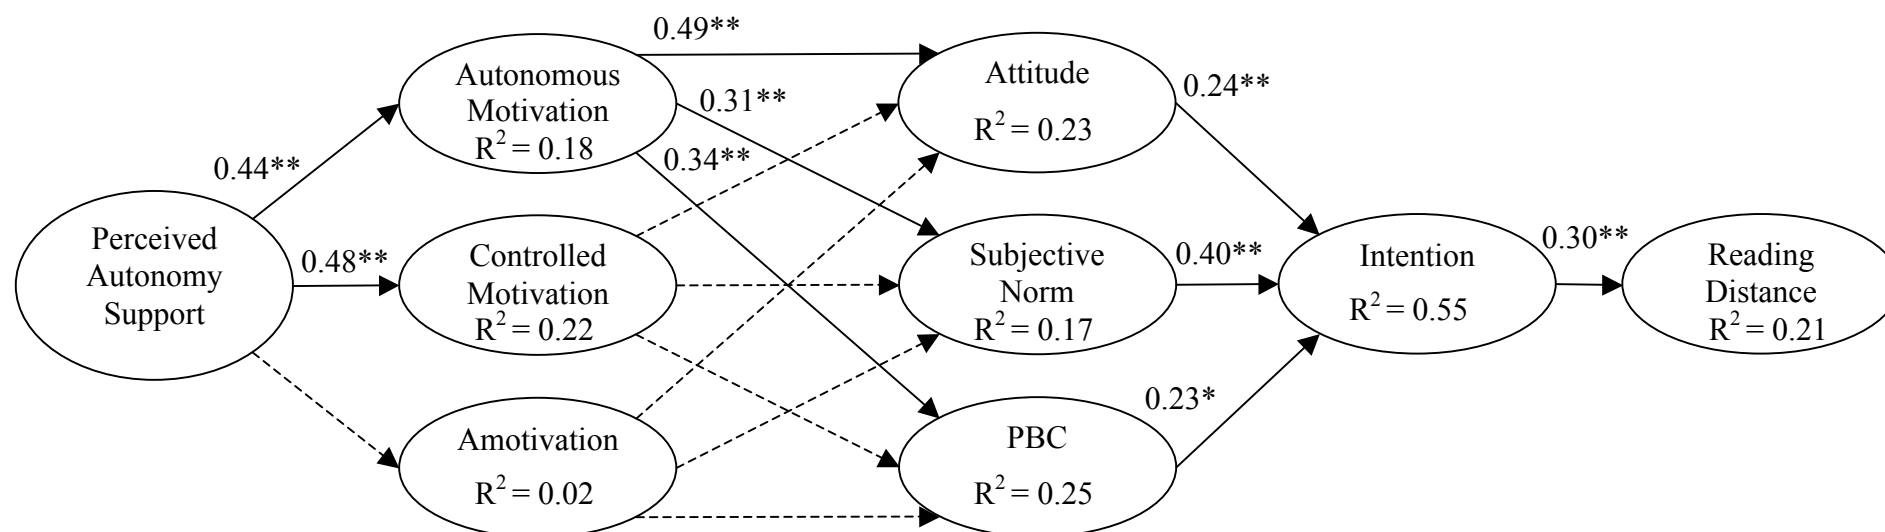 Perceived
Autonomy
Support
0.44**
0.48**
Autonomous
Motivation
R² = 0.18
Controlled
Motivation
R² = 0.22
Amotivation
R² = 0.02
0.49**
0.31**
0.34**
Attitude
R² = 0.23
Subjective
Norm
R² = 0.17
PBC
R² = 0.25
0.24**
0.40**
0.23*
Intention
R² = 0.55
0.30**
Reading
Distance
R² = 0.21